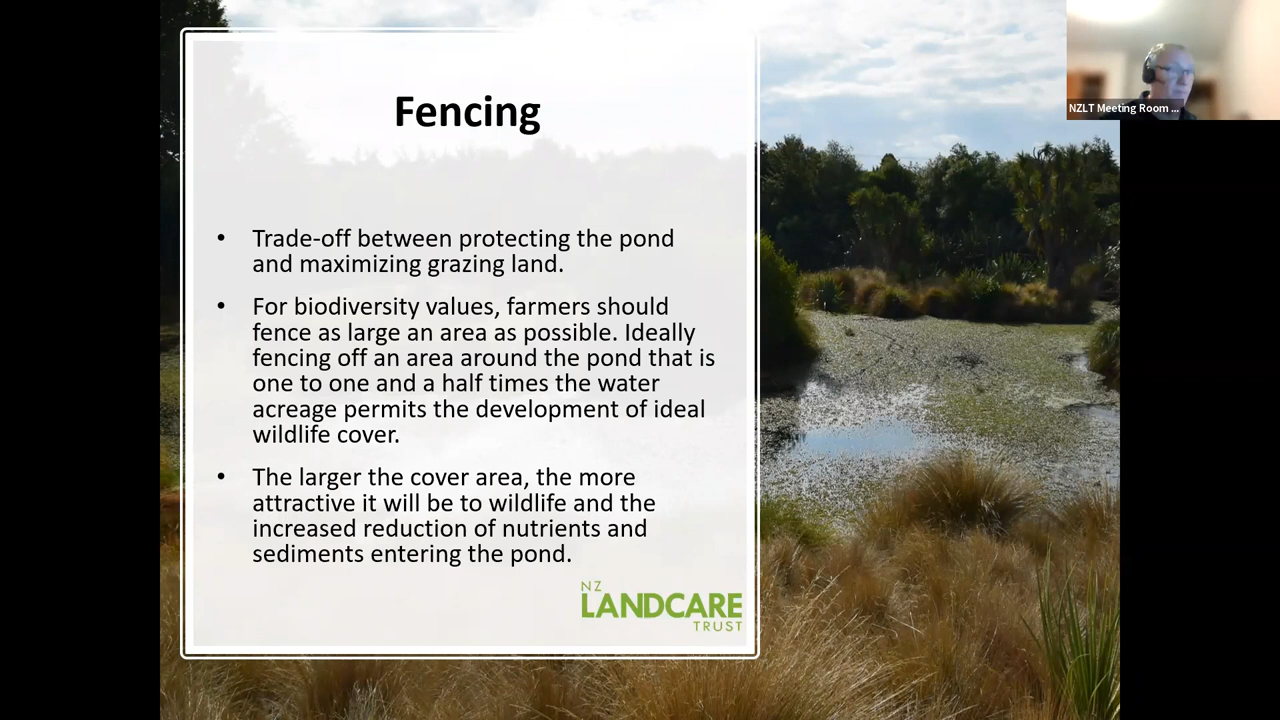 Fencing
• Trade-off between protecting the pond
and maximizing grazing land.
• For biodiversity values, farmers should
fence as large an area as possible. Ideally
fencing off an area around the pond that is
one to one and a half times the water
acreage permits the development of ideal
wildlife cover.
• The larger the cover area, the more
attractive it will be to wildlife and the
increased reduction of nutrients and
sediments entering the pond.
NZ
LANDCARE
TRUST
NZLT Meeting Room ...